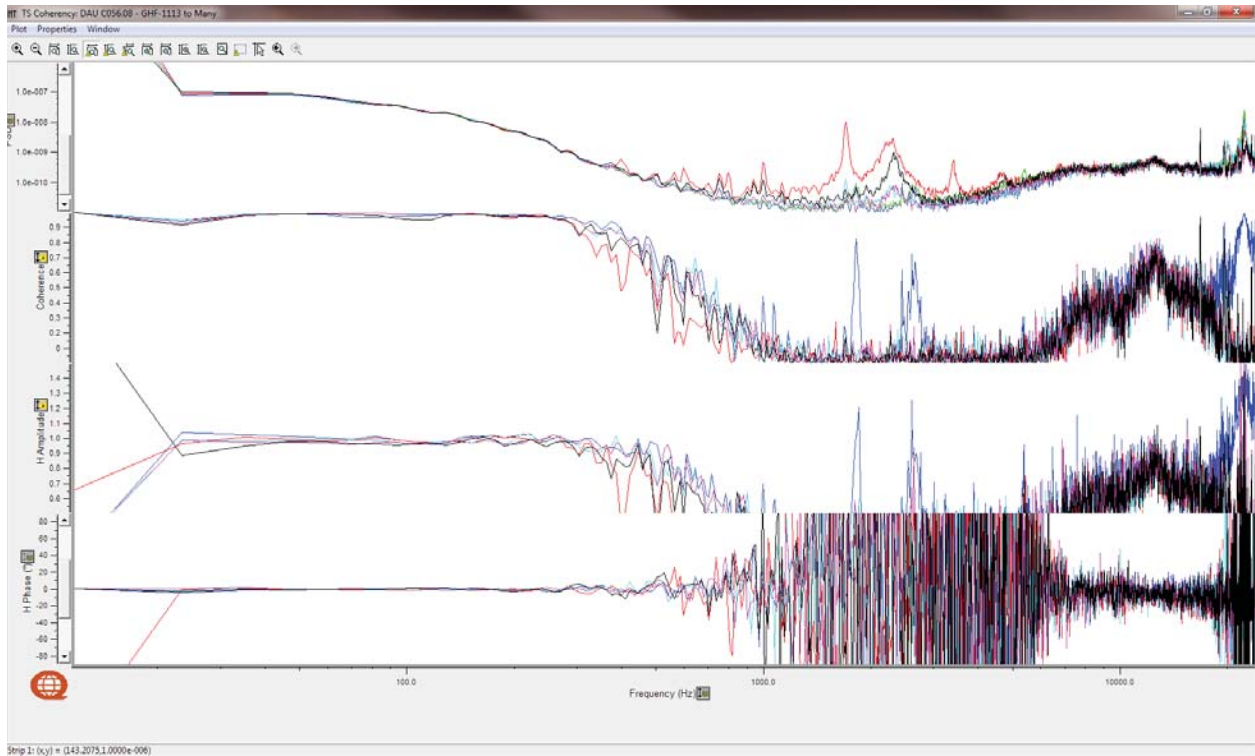 TS Coherency: DAU C056.08 - GHF-1113 to Many
Plot Properties Window
1.0e-007
1.0e-008
1.0e-009
1.0e-010
0.9
0.8
Coherence
0.7
0.6
0.5
0.4
0.3
0.2
0.1
0
H Amplitude
1.4
1.3
1.2
1.1
1.0
0.9
0.8
0.7
0.6
H Phase (°)
80
60
40
20
0
-20
-40
-60
-80
100.0 1000.0 10000.0
Frequency (Hz)
Strip 1: (x,y) = (143.2075,1.0000e-006)